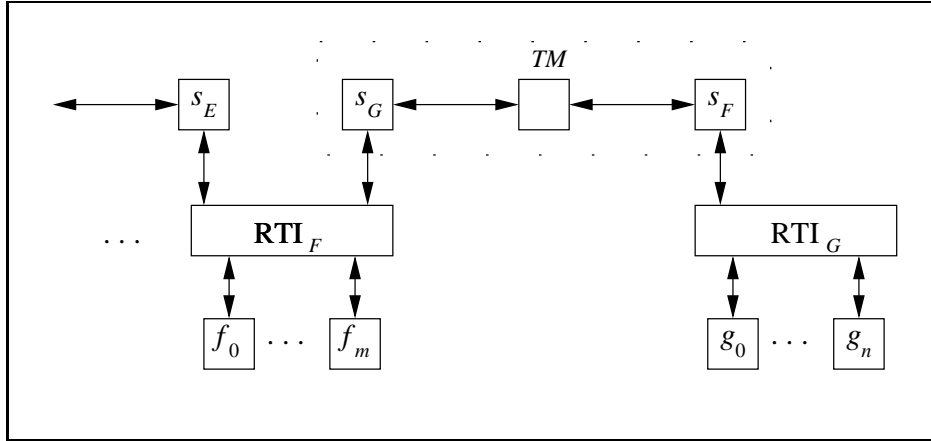 TM
s_E s_G s_F
. . . RTI_F RTI_G
f_0 . . . f_m g_0 . . . g_n